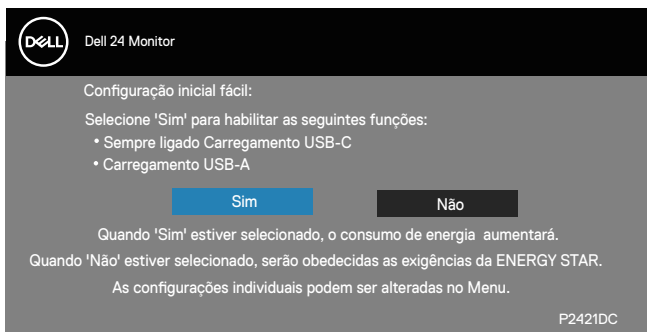 DELL
Dell 24 Monitor
Configuração inicial fácil:
Selecione 'Sim' para habilitar as seguintes funções:
• Sempre ligado Carregamento USB-C
• Carregamento USB-A
Sim Não
Quando 'Sim' estiver selecionado, o consumo de energia aumentará.
Quando 'Não' estiver selecionado, serão obedecidas as exigências da ENERGY STAR.
As configurações individuais podem ser alteradas no Menu.
P2421DC